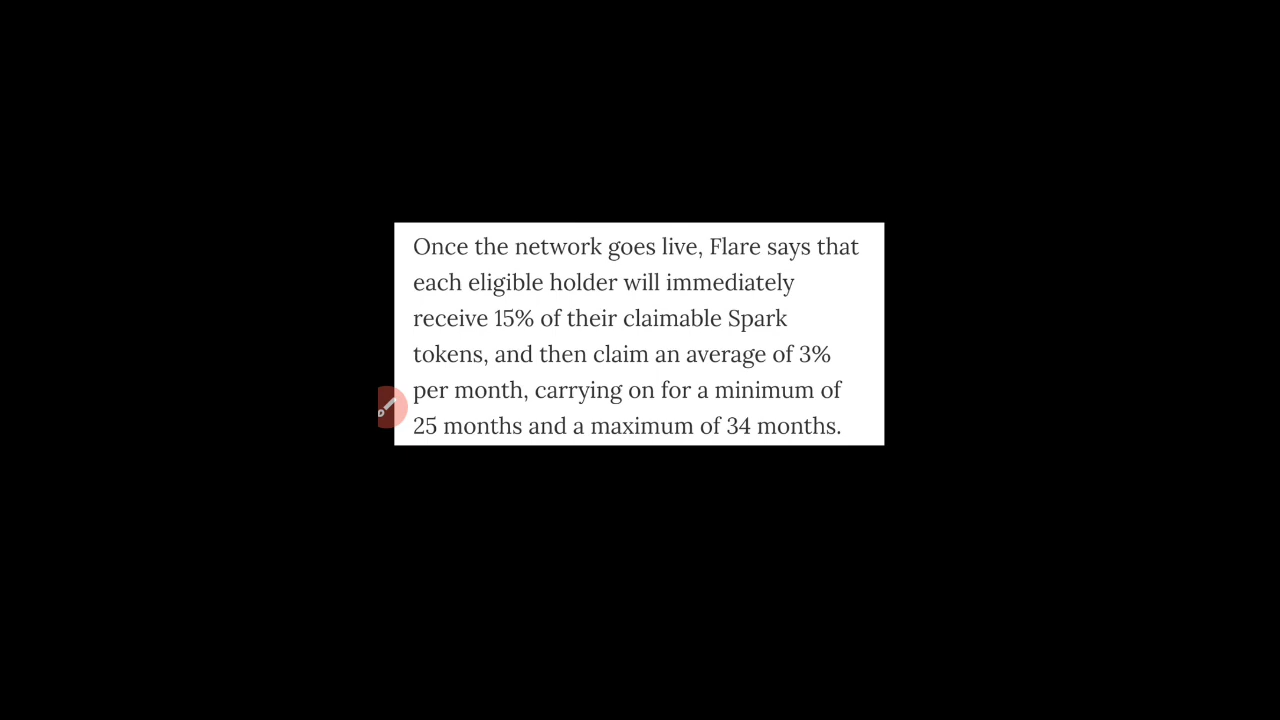 Once the network goes live, Flare says that
each eligible holder will immediately
receive 15% of their claimable Spark
tokens, and then claim an average of 3%
per month, carrying on for a minimum of
25 months and a maximum of 34 months.